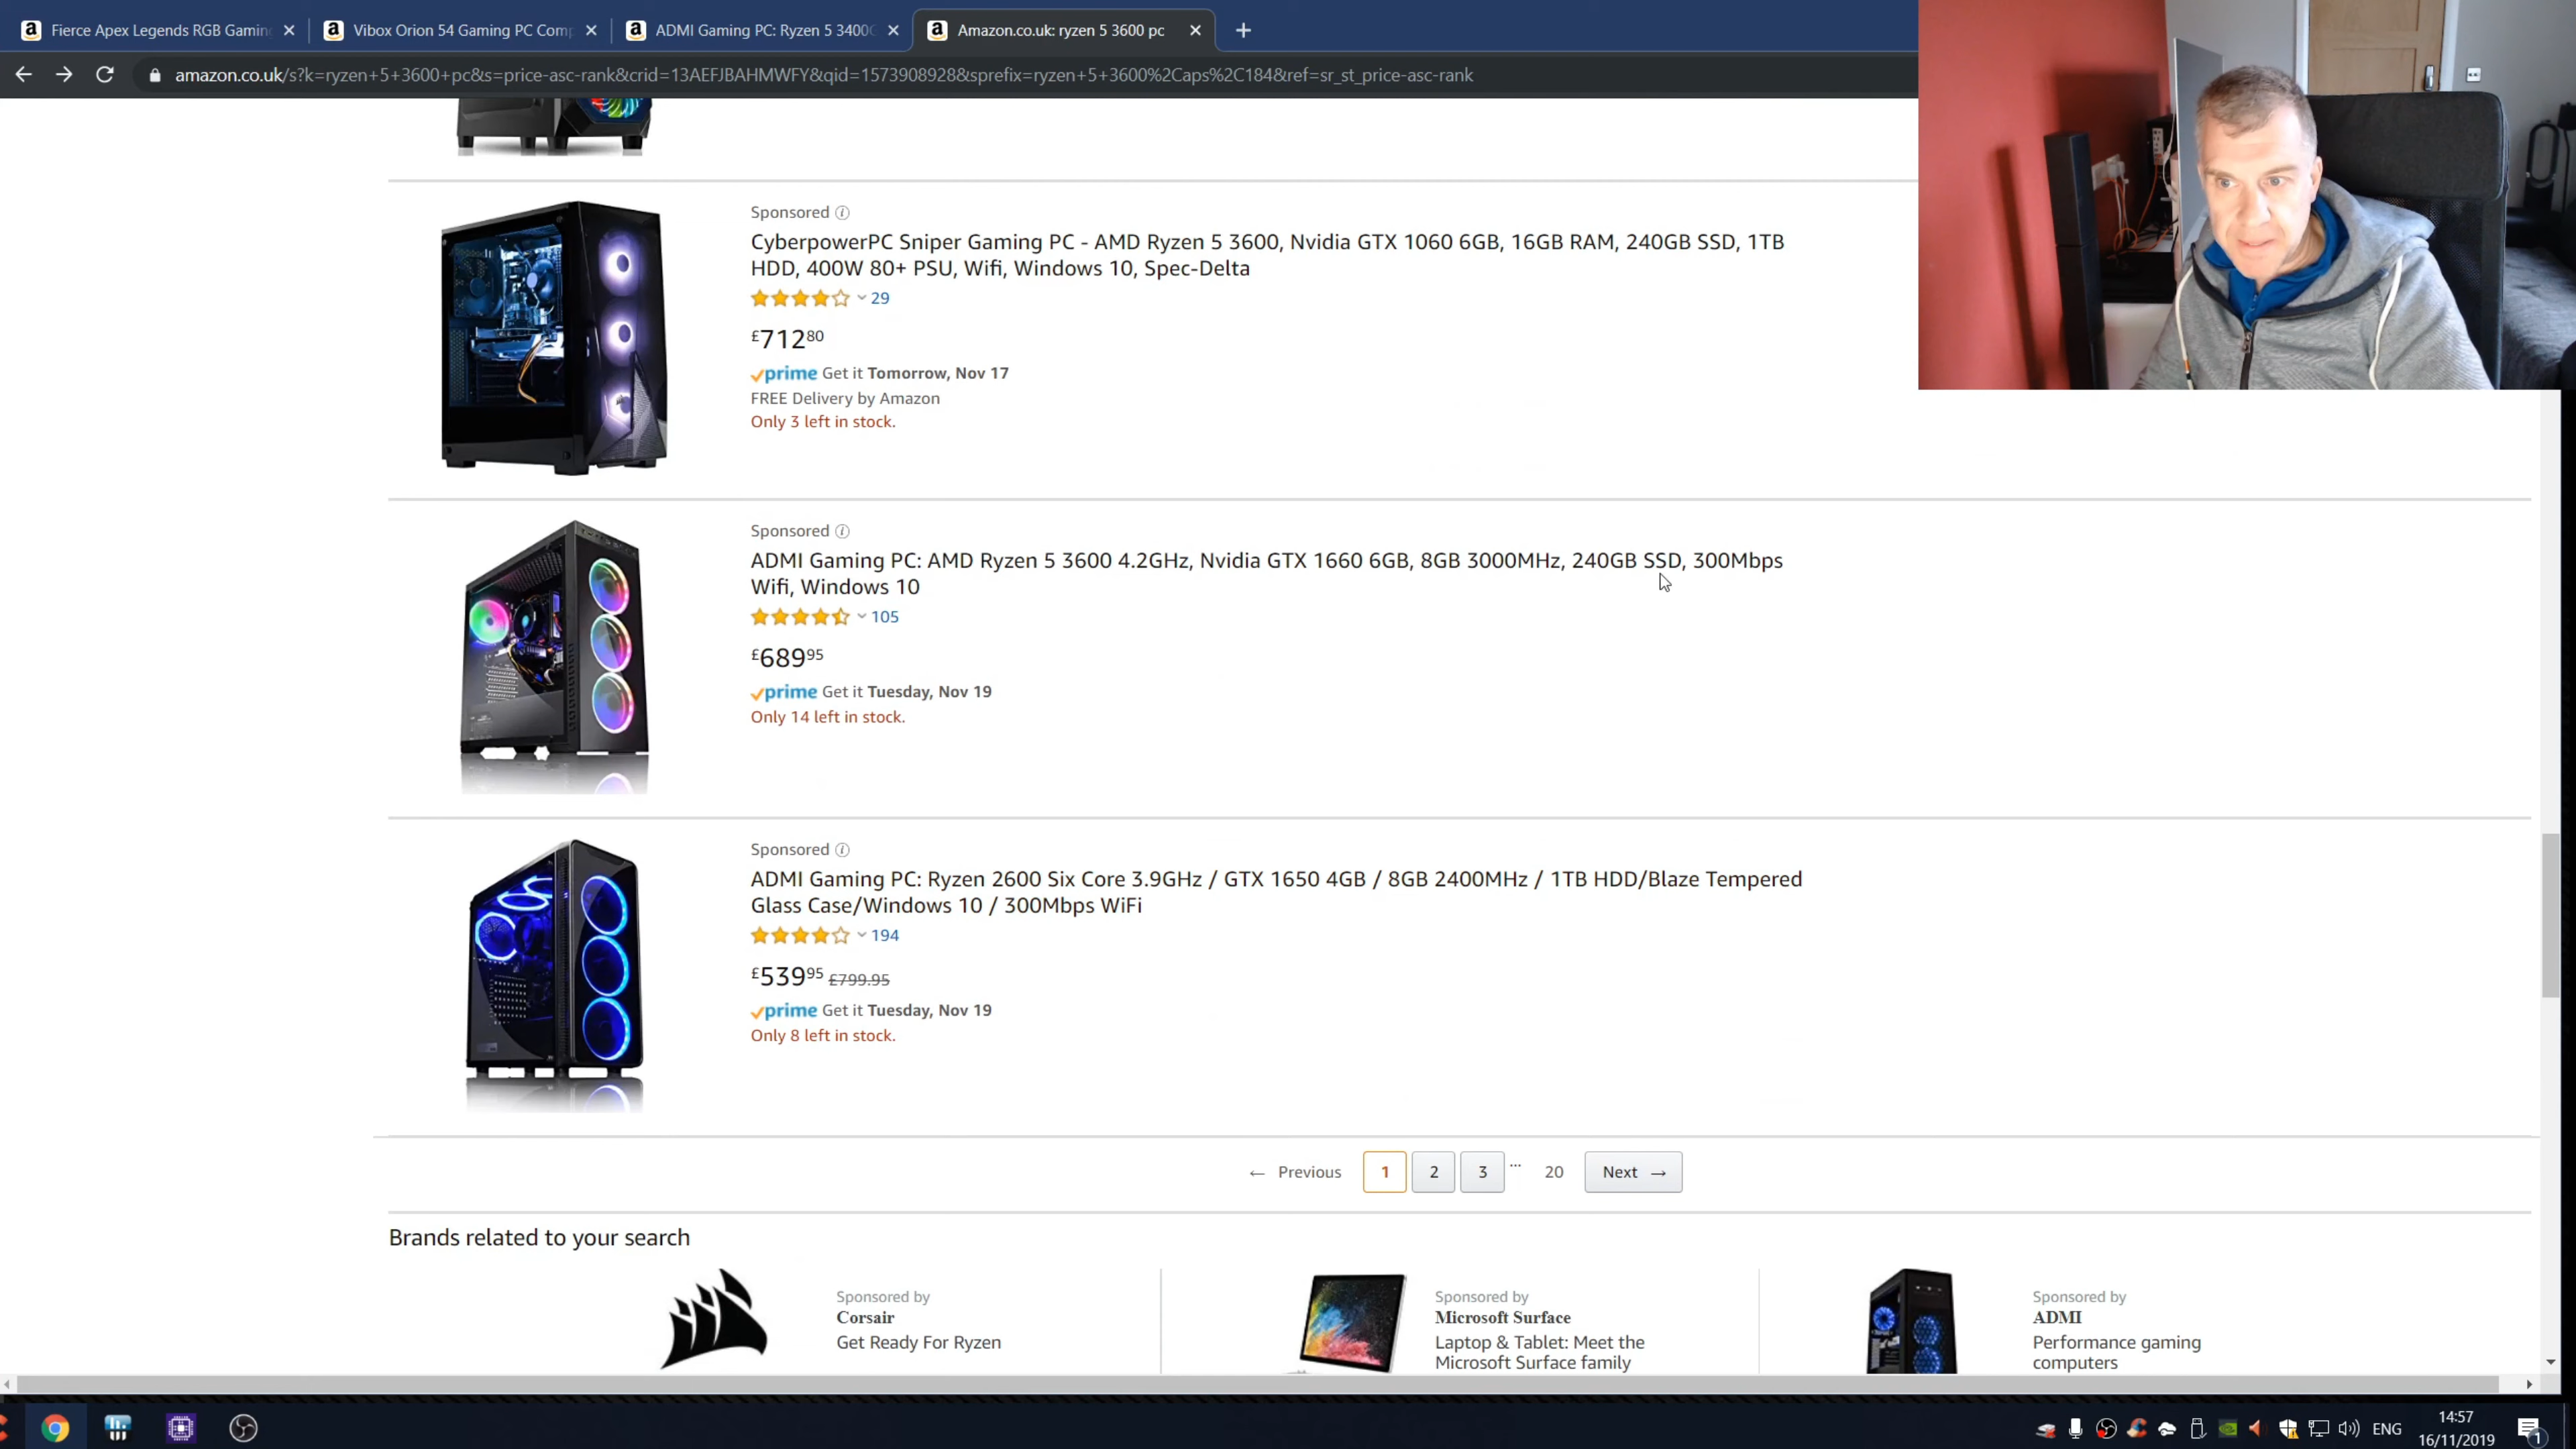 Fierce Apex Legends RGB Gamin
Vibox Orion 54 Gaming PC Comp
ADMI Gaming PC: Ryzen 5 3400G
Amazon.co.uk: ryzen 5 3600 pc
amazon.co.uk/s?k=ryzen+5+3600+pc&s=price-asc-rank&crid=13AEFJBAHMWFY&qid=1573908928&sprefix=ryzen+5+3600%2Caps%2C184&ref=sr_st_price-asc-rank
Sponsored
CyberpowerPC Sniper Gaming PC - AMD Ryzen 5 3600, Nvidia GTX 1060 6GB, 16GB RAM, 240GB SSD, 1TB
HDD, 400W 80+ PSU, Wifi, Windows 10, Spec-Delta
29
£712 80
prime Get it Tomorrow, Nov 17
FREE Delivery by Amazon
Only 3 left in stock.
Sponsored
ADMI Gaming PC: AMD Ryzen 5 3600 4.2GHz, Nvidia GTX 1660 6GB, 8GB 3000MHz, 240GB SSD, 300Mbps
Wifi, Windows 10
105
£689 95
prime Get it Tuesday, Nov 19
Only 14 left in stock.
Sponsored
ADMI Gaming PC: Ryzen 2600 Six Core 3.9GHz / GTX 1650 4GB / 8GB 2400MHz / 1TB HDD/Blaze Tempered
Glass Case/Windows 10 / 300Mbps WiFi
194
£539 95 £799.95
prime Get it Tuesday, Nov 19
Only 8 left in stock.
← Previous 1 2 3 ... 20 Next →
Brands related to your search
Sponsored by
Corsair
Get Ready For Ryzen
Sponsored by
Microsoft Surface
Laptop & Tablet: Meet the
Microsoft Surface family
Sponsored by
ADMI
Performance gaming
computers
ENG
14:57
16/11/2019
1